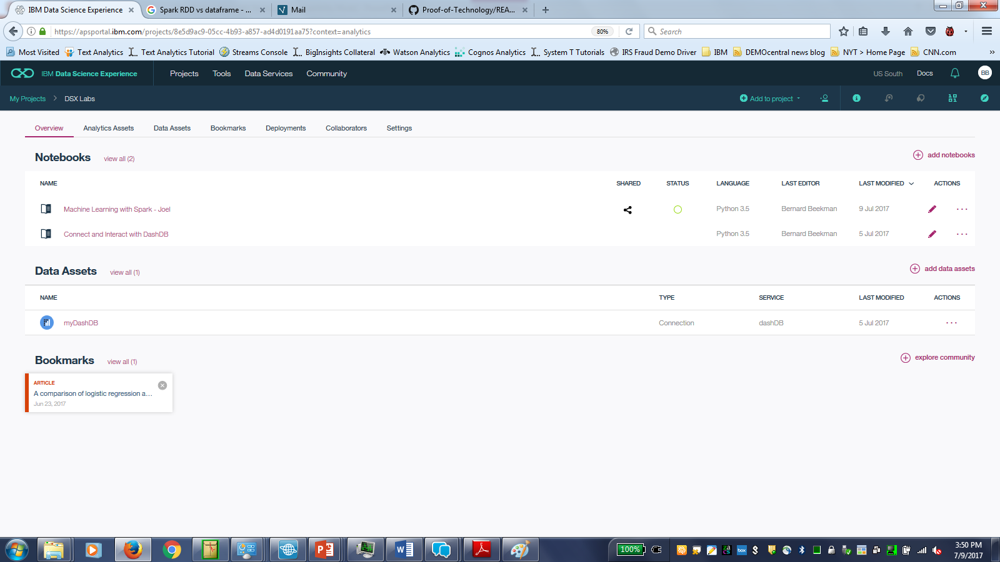 IBM Data Science Experience
Spark RDD vs dataframe - ...
Mail
Proof-of-Technology/REA...
https://apsportal.ibm.com/projects/8e5d9ac9-05cc-4b93-a857-ad4d0191aa75?context=analytics
80%
Search
Most Visited
Text Analytics
Text Analytics Tutorial
Streams Console
BigInsights Collateral
Watson Analytics
Cognos Analytics
System T Tutorials
IRS Fraud Demo Driver
IBM
DEMOcentral news blog
NYT > Home Page
CNN.com
IBM Data Science Experience
Projects
Tools
Data Services
Community
US South
Docs
BB
My Projects
DSX Labs
Add to project
Overview
Analytics Assets
Data Assets
Bookmarks
Deployments
Collaborators
Settings
Notebooks
view all (2)
add notebooks
NAME SHARED STATUS LANGUAGE LAST EDITOR LAST MODIFIED ACTIONS
Machine Learning with Spark - Joel Python 3.5 Bernard Beekman 9 Jul 2017
Connect and Interact with DashDB Python 3.5 Bernard Beekman 5 Jul 2017
Data Assets
view all (1)
add data assets
NAME TYPE SERVICE LAST MODIFIED ACTIONS
myDashDB Connection dashDB 5 Jul 2017
Bookmarks
view all (1)
explore community
ARTICLE
A comparison of logistic regression a...
Jun 23, 2017
100%
3:50 PM
7/9/2017